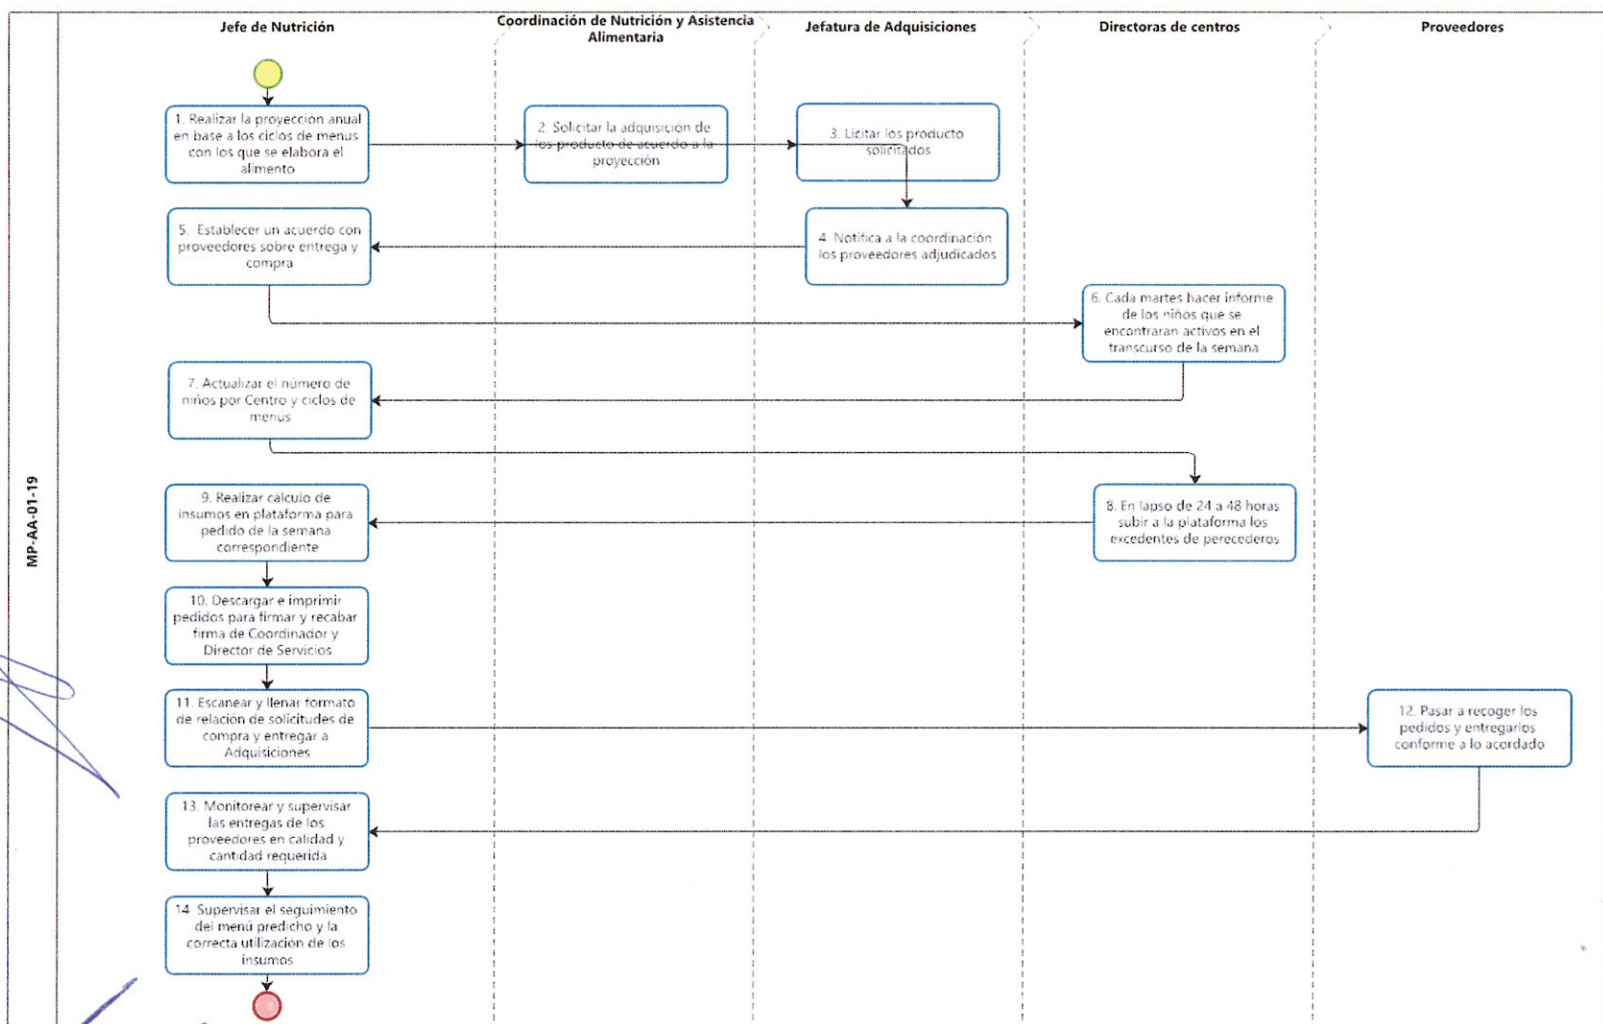 Jefe de Nutrición
Coordinación de Nutrición y Asistencia
Alimentaria
Jefatura de Adquisiciones
Directoras de centros
Proveedores
MP-AA-01-19
1. Realizar la proyección anual
en base a los ciclos de menus
con los que se elabora el
alimento
2. Solicitar la adquisición de
los producto de acuerdo a la
proyección
3. Licitar los producto
solicitados
4. Notifica a la coordinación
los proveedores adjudicados
5. Establecer un acuerdo con
proveedores sobre entrega y
compra
6. Cada martes hacer informe
de los niños que se
encontraran activos en el
transcurso de la semana
7. Actualizar el número de
niños por Centro y ciclos de
menus
8. En lapso de 24 a 48 horas
subir a la plataforma los
excedentes de perecederos
9. Realizar cálculo de
insumos en plataforma para
pedido de la semana
correspondiente
10. Descargar e imprimir
pedidos para firmar y recabar
firma de Coordinador y
Director de Servicios
11. Escanear y llenar formato
de relación de solicitudes de
compra y entregar a
Adquisiciones
12. Pasar a recoger los
pedidos y entregarlos
conforme a lo acordado
13. Monitorear y supervisar
las entregas de los
proveedores en calidad y
cantidad requerida
14. Supervisar el seguimiento
del menú predicho y la
correcta utilización de los
insumos